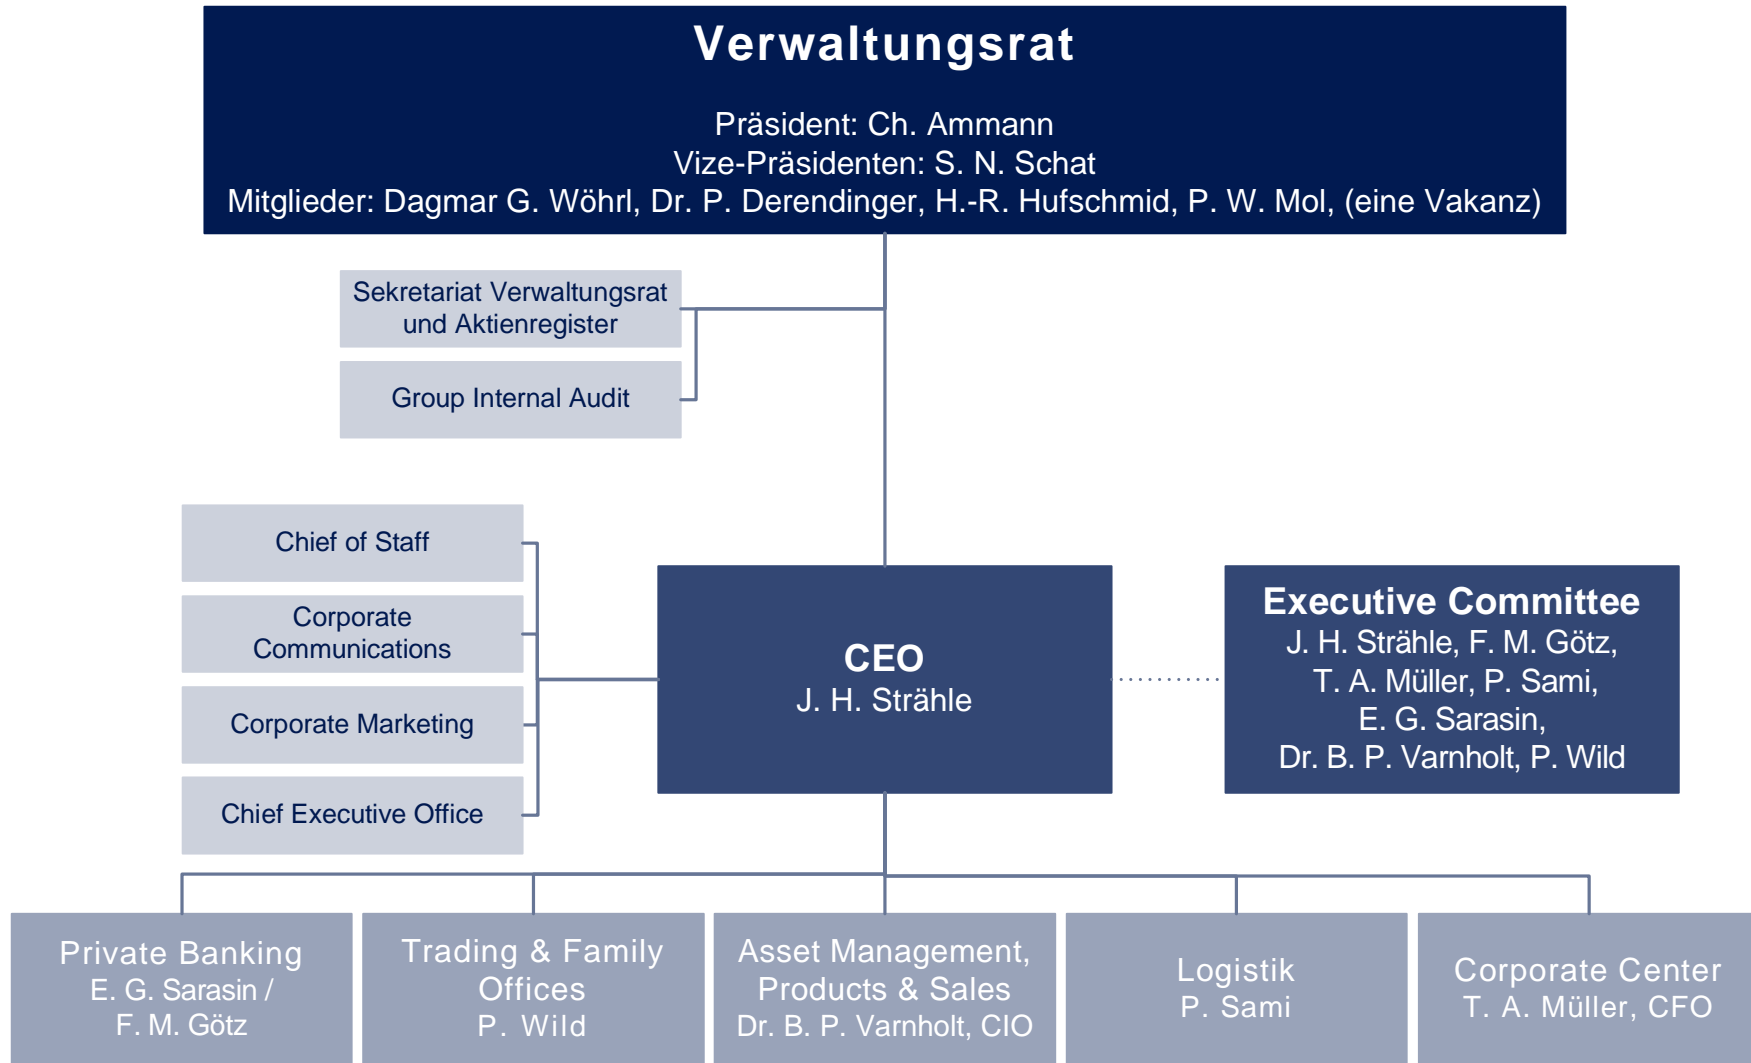 Verwaltungsrat
Präsident: Ch. Ammann
Vize-Präsidenten: S. N. Schat
Mitglieder: Dagmar G. Wöhrl, Dr. P. Derendinger, H.-R. Hufschmid, P. W. Mol, (eine Vakanz)
Sekretariat Verwaltungsrat
und Aktienregister
Group Internal Audit
Chief of Staff
Corporate
Communications
Corporate Marketing
Chief Executive Office
CEO
J. H. Strähle
Executive Committee
J. H. Strähle, F. M. Götz,
T. A. Müller, P. Sami,
E. G. Sarasin,
Dr. B. P. Varnholt, P. Wild
Private Banking
E. G. Sarasin /
F. M. Götz
Trading & Family
Offices
P. Wild
Asset Management,
Products & Sales
Dr. B. P. Varnholt, CIO
Logistik
P. Sami
Corporate Center
T. A. Müller, CFO